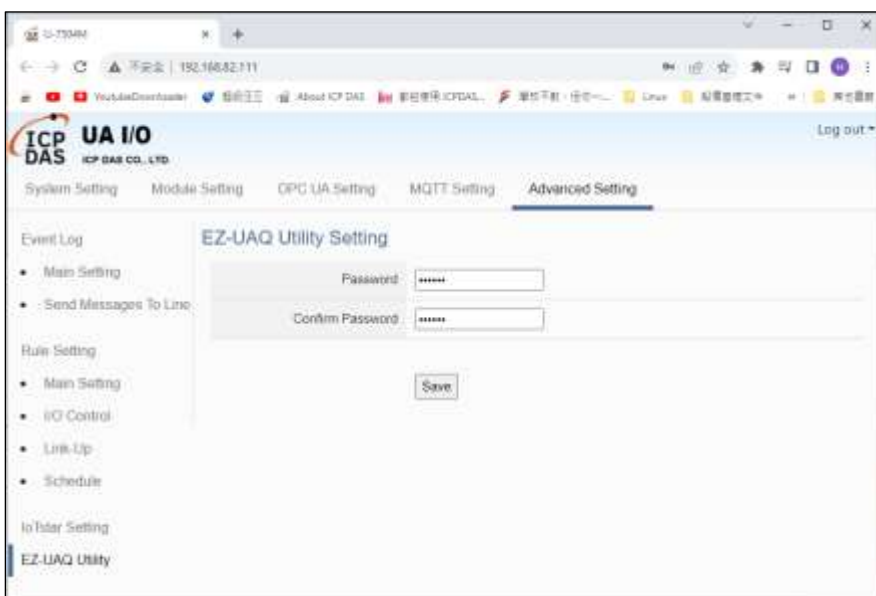 U-7504M
不安全 | 192.168.82.111
YoutubeDownloader
About ICP DAS
Linux
ICP DAS
UA I/O
ICP DAS CO., LTD.
Log out
System Setting Module Setting OPC UA Setting MQTT Setting Advanced Setting
Event Log
Main Setting
Send Messages To Line
Rule Setting
Main Setting
I/O Control
Link-Up
Schedule
IoTstar Setting
EZ-UAQ Utility
EZ-UAQ Utility Setting
Password ••••••
Confirm Password ••••••
Save